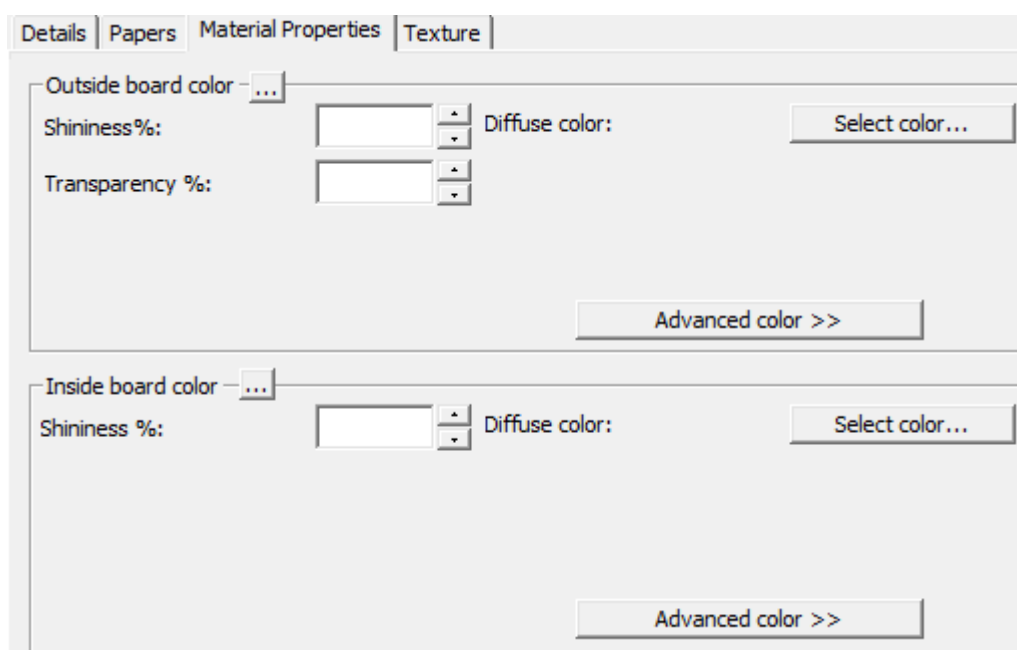 Details Papers Material Properties Texture
Outside board color ...
Shininess%: Diffuse color: Select color...
Transparency %:
Advanced color >>
Inside board color ...
Shininess %: Diffuse color: Select color...
Advanced color >>